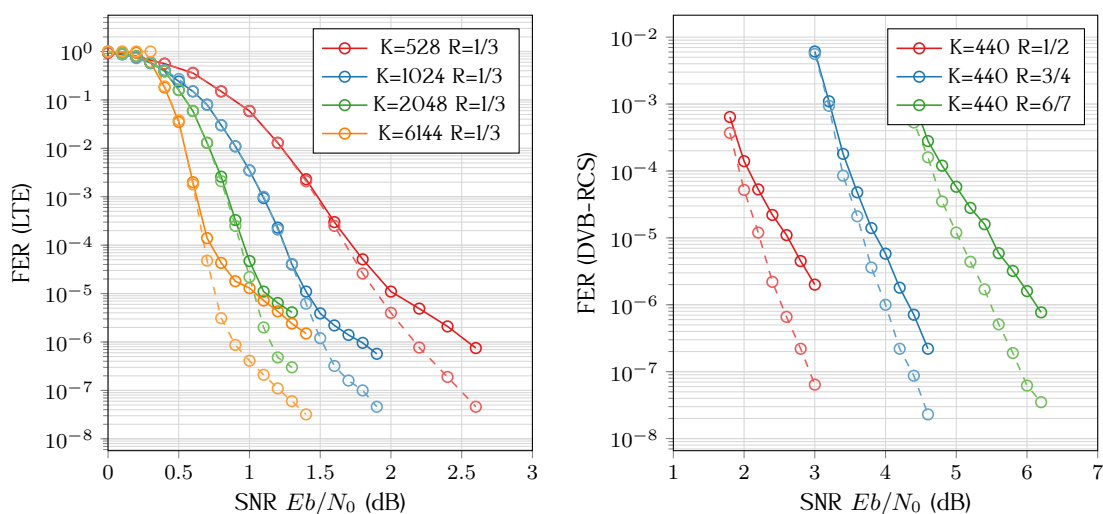 FER (LTE)
10⁰
10⁻¹
10⁻²
10⁻³
10⁻⁴
10⁻⁵
10⁻⁶
10⁻⁷
10⁻⁸
0 0.5 1 1.5 2 2.5 3
SNR Eb/N₀ (dB)
K=528 R=1/3
K=1024 R=1/3
K=2048 R=1/3
K=6144 R=1/3
FER (DVB-RCS)
10⁻²
10⁻³
10⁻⁴
10⁻⁵
10⁻⁶
10⁻⁷
10⁻⁸
1 2 3 4 5 6 7
SNR Eb/N₀ (dB)
K=440 R=1/2
K=440 R=3/4
K=440 R=6/7